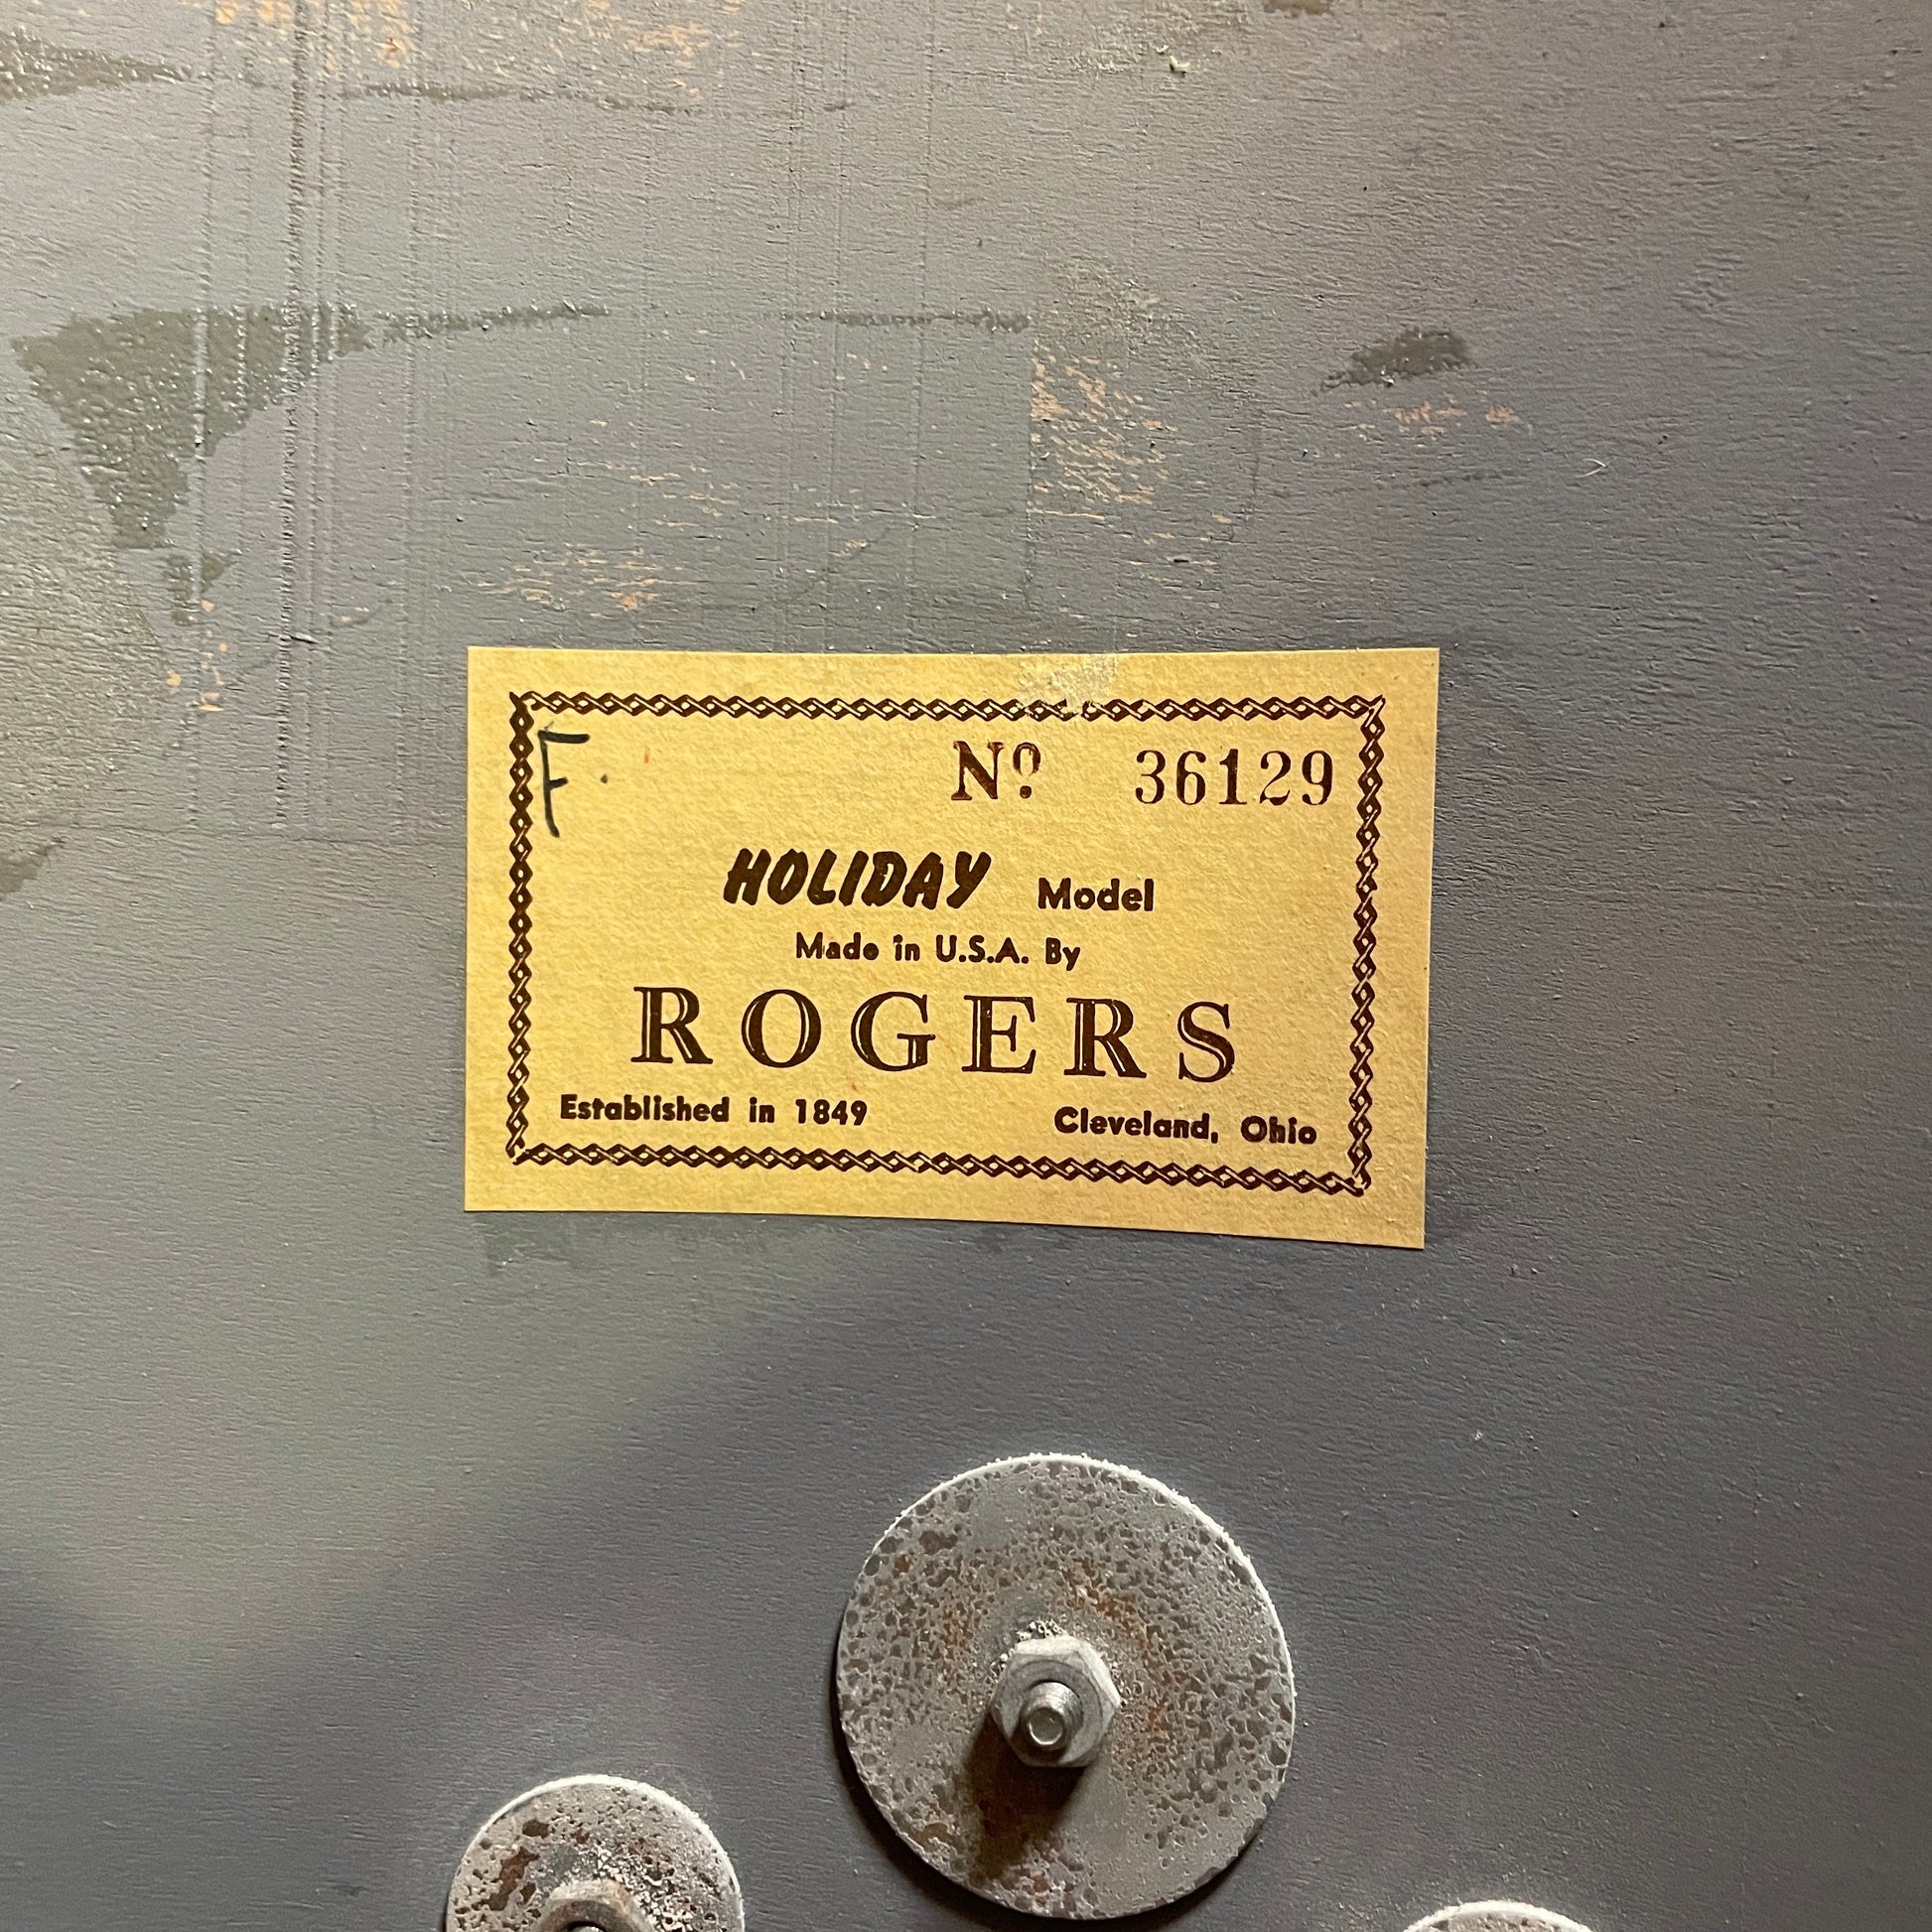 F.
Nº 36129
HOLIDAY Model
Made in U.S.A. By
ROGERS
Established in 1849 Cleveland, Ohio